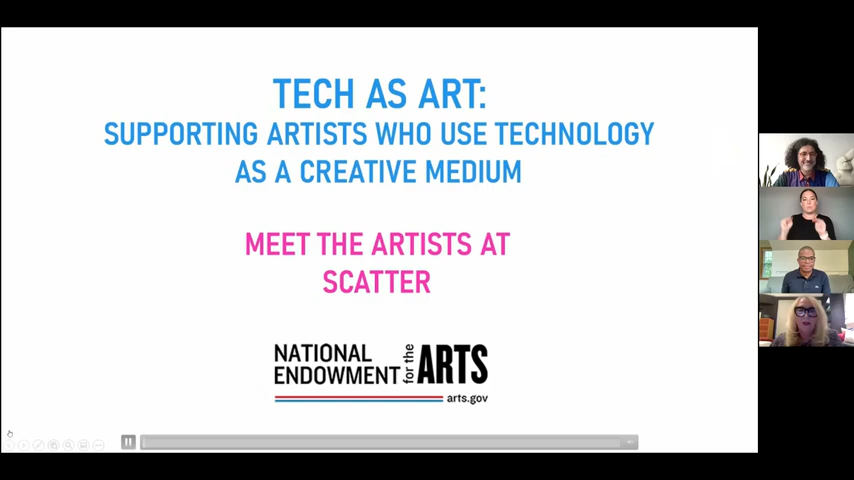 TECH AS ART:
SUPPORTING ARTISTS WHO USE TECHNOLOGY
AS A CREATIVE MEDIUM
MEET THE ARTISTS AT
SCATTER
NATIONAL
ENDOWMENT
for the
ARTS
arts.gov